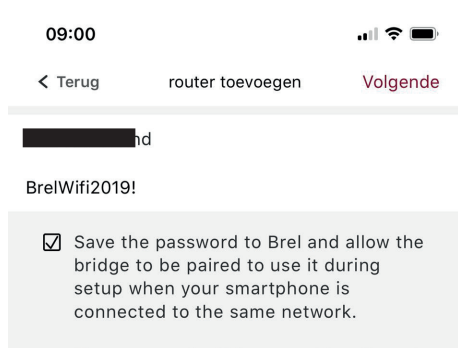 09:00
Terug router toevoegen Volgende
nd
BrelWifi2019!
Save the password to Brel and allow the
bridge to be paired to use it during
setup when your smartphone is
connected to the same network.